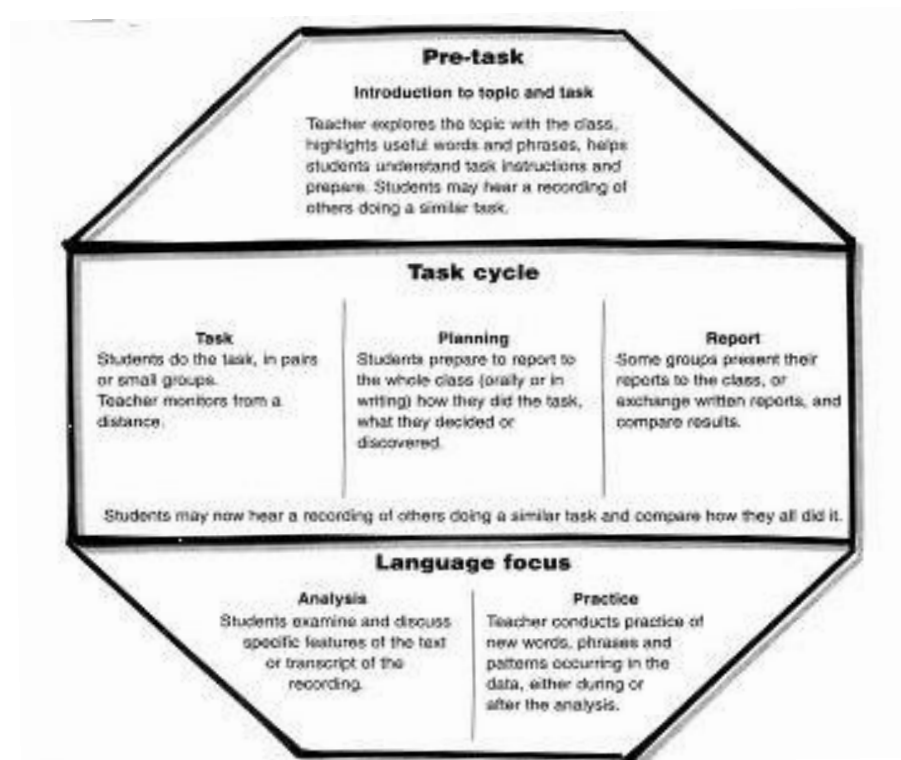 Pre-task
Introduction to topic and task
Teacher explores the topic with the class,
highlights useful words and phrases, helps
students understand task instructions and
prepare. Students may hear a recording of
others doing a similar task.
Task cycle
Task
Students do the task, in pairs
or small groups.
Teacher monitors from a
distance.
Planning
Students prepare to report to
the whole class (orally or in
writing) how they did the task,
what they decided or
discovered.
Report
Some groups present their
reports to the class, or
exchange written reports, and
compare results.
Students may now hear a recording of others doing a similar task and compare how they all did it.
Language focus
Analysis
Students examine and discuss
specific features of the text
or transcript of the
recording.
Practice
Teacher conducts practice of
new words, phrases and
patterns occurring in the
data, either during or
after the analysis.